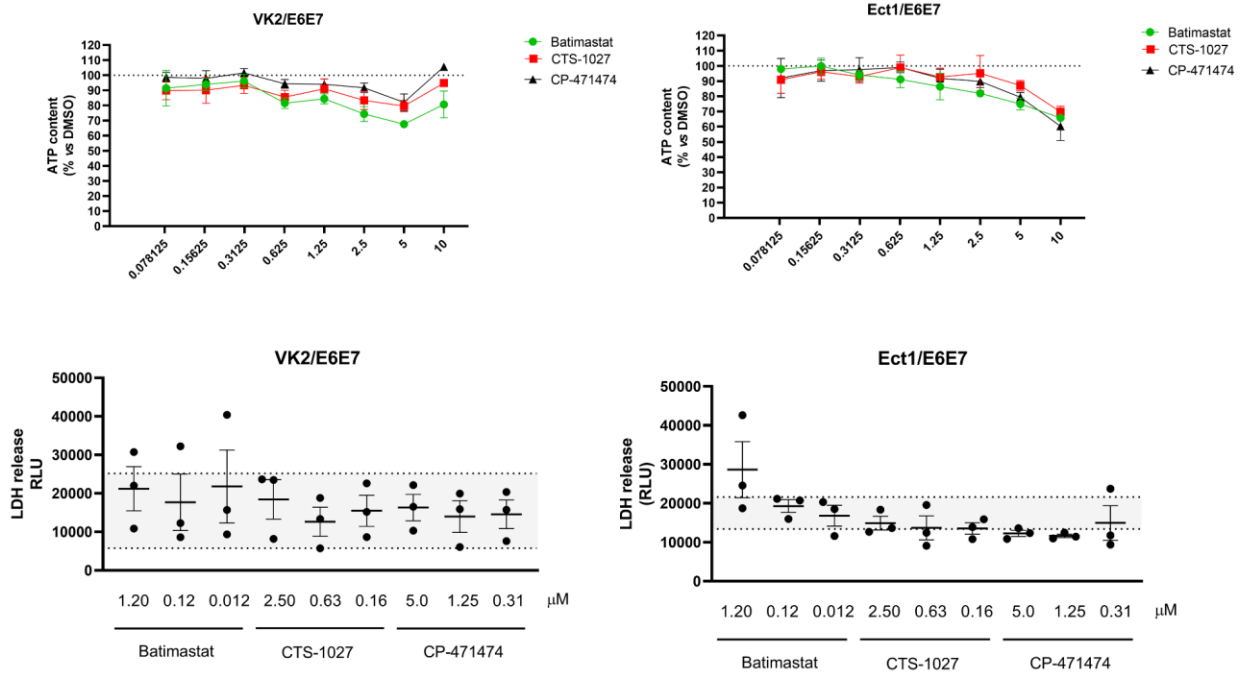 VK2/E6E7
ATP content
(% vs DMSO)
120
110
100
90
80
70
60
50
40
30
20
10
0
0.078125
0.15625
0.3125
0.625
1.25
2.5
5
10
Batimastat
CTS-1027
CP-471474
Ect1/E6E7
ATP content
(% vs DMSO)
120
110
100
90
80
70
60
50
40
30
20
10
0
0.078125
0.15625
0.3125
0.625
1.25
2.5
5
10
Batimastat
CTS-1027
CP-471474
VK2/E6E7
LDH release
RLU
50000
40000
30000
20000
10000
0
1.20 0.12 0.012 2.50 0.63 0.16 5.0 1.25 0.31 μM
Batimastat CTS-1027 CP-471474
Ect1/E6E7
LDH release
(RLU)
50000
40000
30000
20000
10000
0
1.20 0.12 0.012 2.50 0.63 0.16 5.0 1.25 0.31 μM
Batimastat CTS-1027 CP-471474